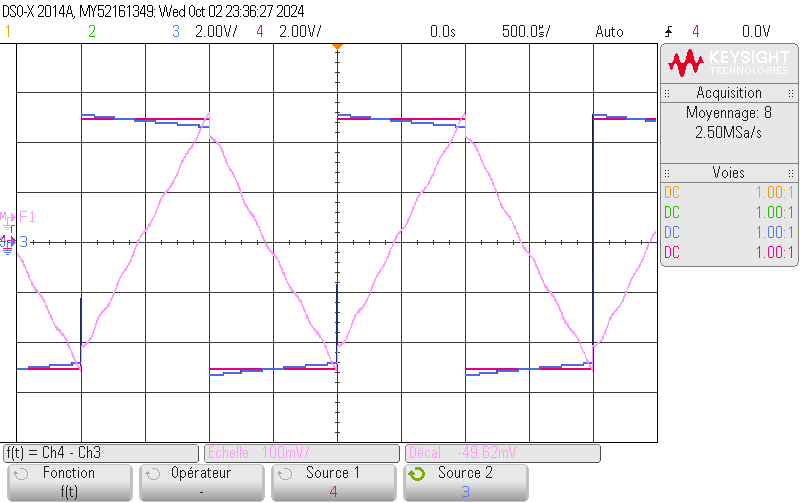 DSO-X 2014A, MY52161349: Wed Oct 02 23:36:27 2024
1 2 3 2.00V/ 4 2.00V/ 0.0s 500.0µs/ Auto 4 0.0V
KEYSIGHT
TECHNOLOGIES
Acquisition
Moyennage: 8
2.50MSa/s
Voies
DC 1.00:1
DC 1.00:1
DC 1.00:1
DC 1.00:1
M F1
3
f(t) = Ch4 - Ch3 Echelle : 100mV/ Décal. : -49.62mV
Fonction Opérateur Source 1 Source 2
f(t) - 4 3